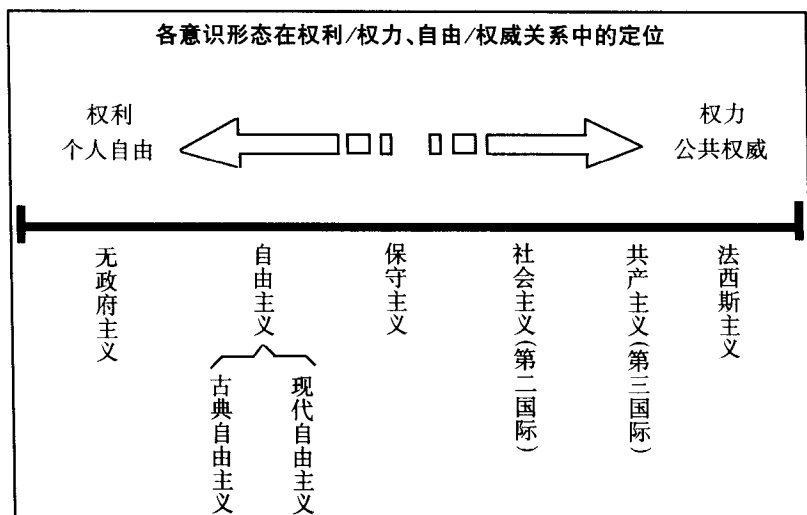 各意识形态在权利/权力、自由/权威关系中的定位
权利
个人自由
权力
公共权威
无政府主义
自由主义
古典自由主义
现代自由主义
保守主义
社会主义(第二国际)
共产主义(第三国际)
法西斯主义